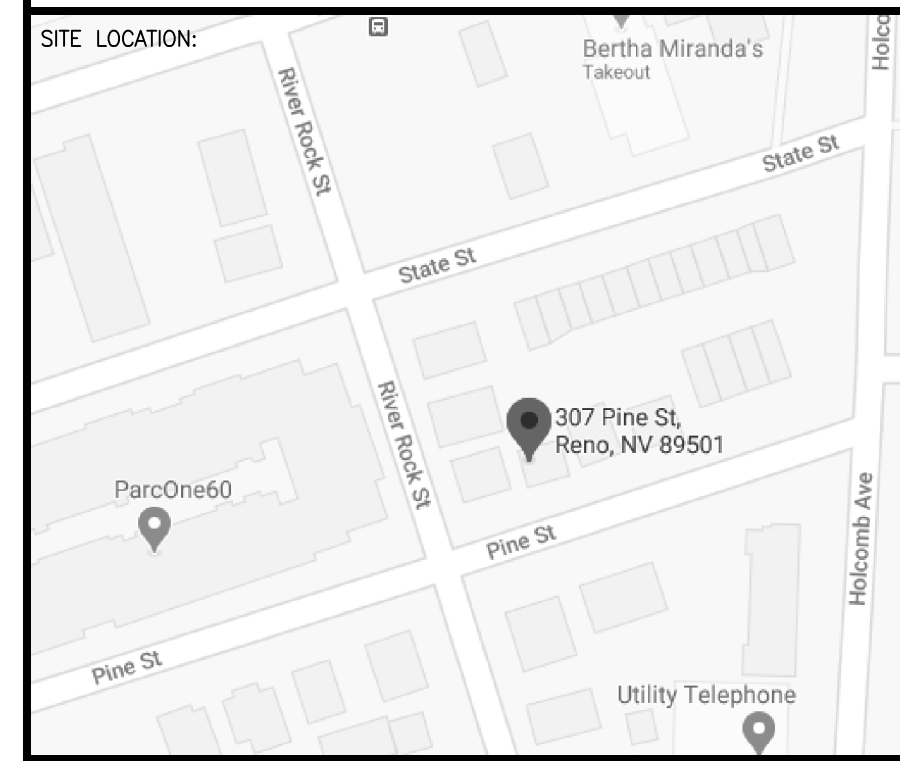 SITE LOCATION:
Bertha Miranda's
Takeout
Holco
River Rock St
State St
State St
River Rock St
307 Pine St,
Reno, NV 89501
ParcOne60
Pine St
Holcomb Ave
Pine St
Utility Telephone